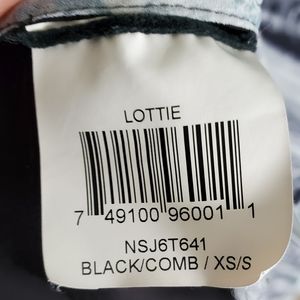 LOTTIE
7 49100 96001 1
NSJ6T641
BLACK/COMB / XS/S